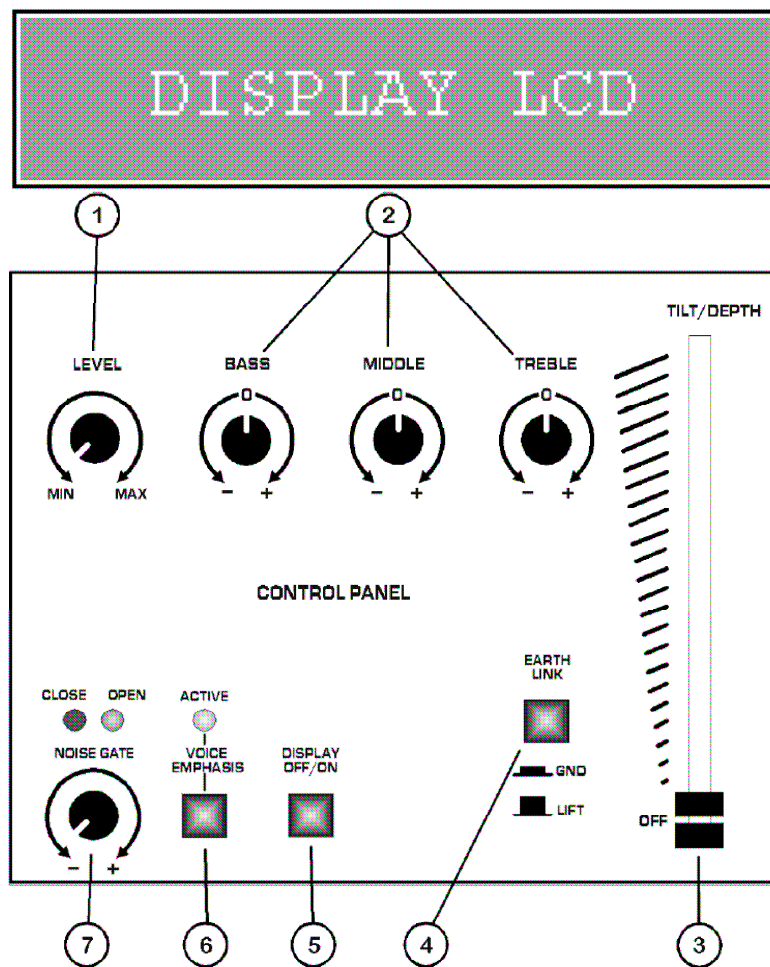 DISPLAY LCD
1
2
TILT/DEPTH
LEVEL
BASS
MIDDLE
TREBLE
0
0
0
MIN MAX
- +
- +
- +
CONTROL PANEL
EARTH
LINK
CLOSE OPEN
ACTIVE
NOISE GATE
VOICE
EMPHASIS
DISPLAY
OFF/ON
GND
LIFT
OFF
- +
7
6
5
4
3